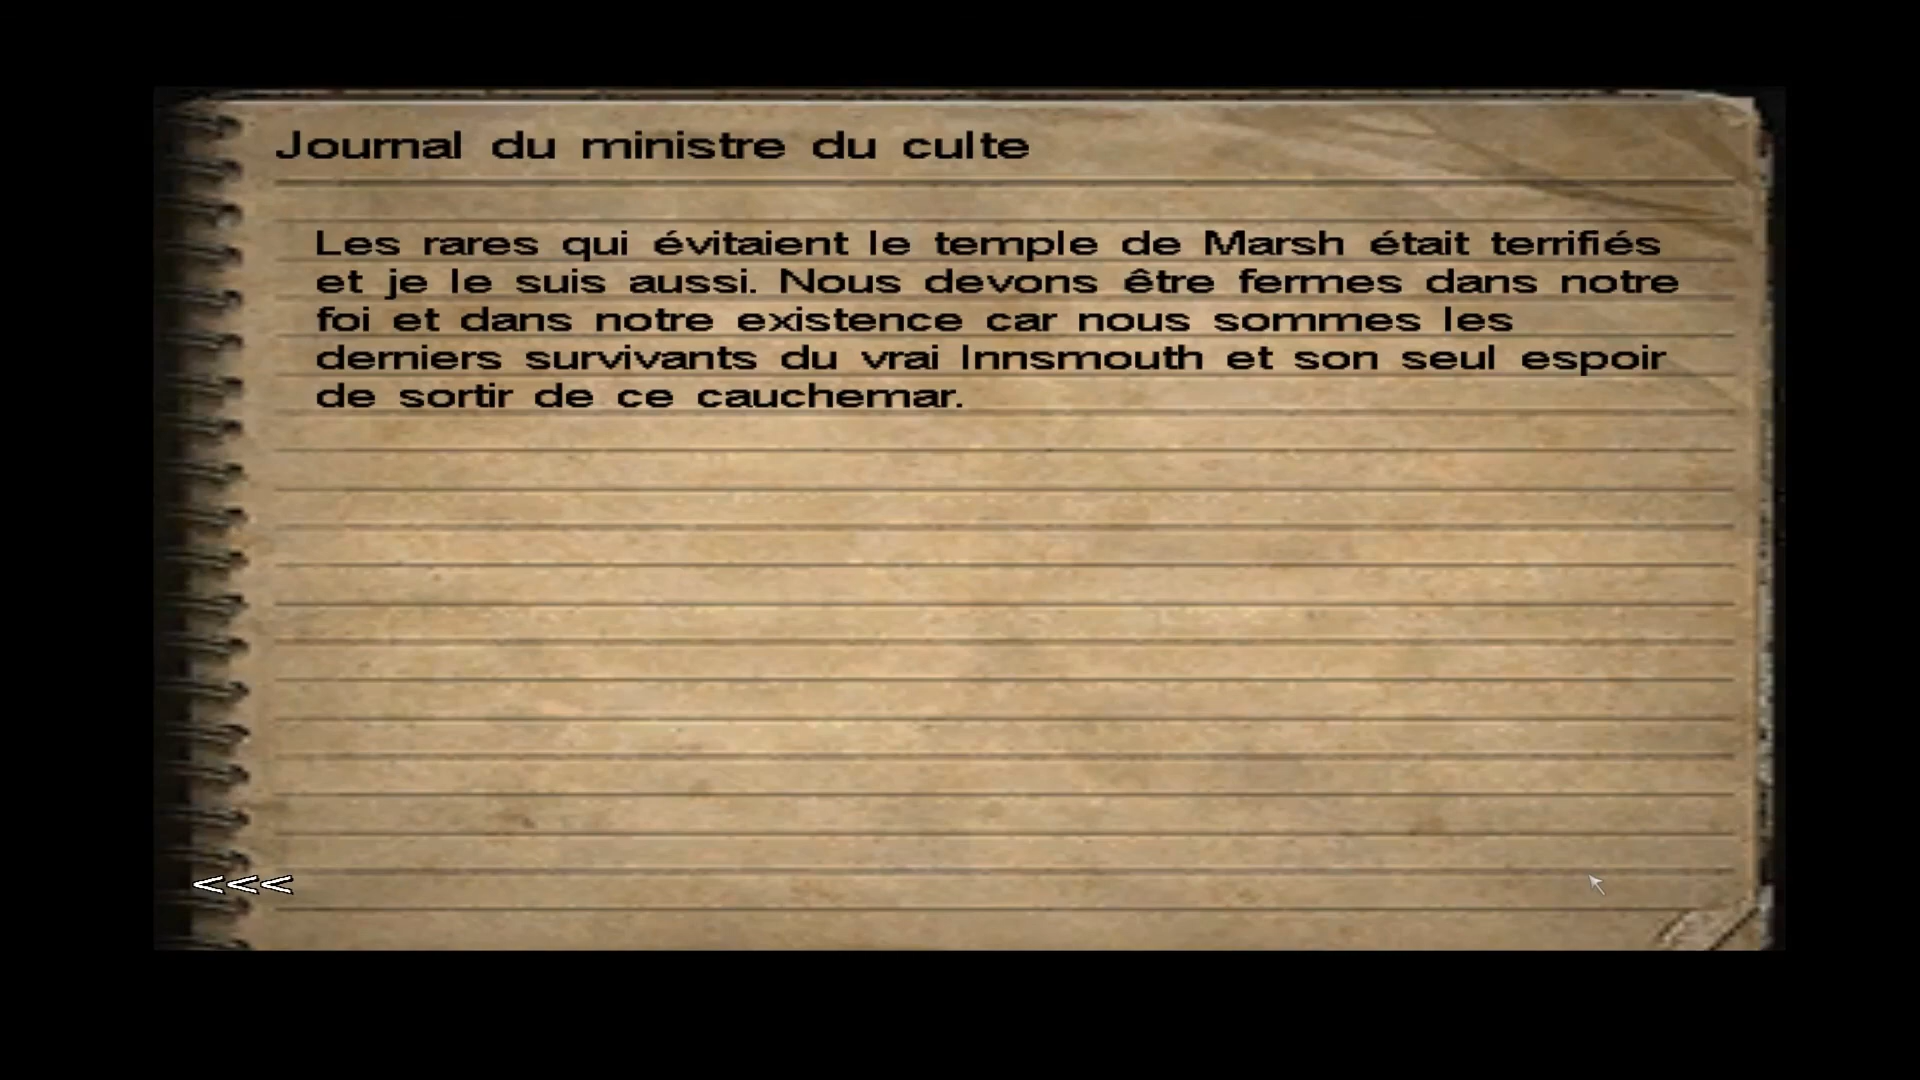 Journal du ministre du culte
Les rares qui évitaient le temple de Marsh était terrifiés
et je le suis aussi. Nous devons être fermes dans notre
foi et dans notre existence car nous sommes les
derniers survivants du vrai Innsmouth et son seul espoir
de sortir de ce cauchemar.
<<<